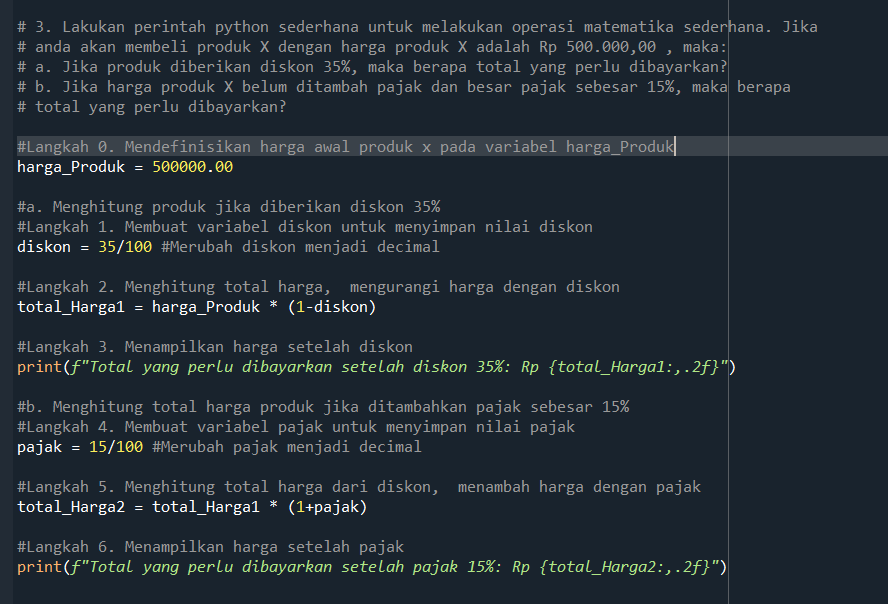 # 3. Lakukan perintah python sederhana untuk melakukan operasi matematika sederhana. Jika
# anda akan membeli produk X dengan harga produk X adalah Rp 500.000,00 , maka:
# a. Jika produk diberikan diskon 35%, maka berapa total yang perlu dibayarkan?
# b. Jika harga produk X belum ditambah pajak dan besar pajak sebesar 15%, maka berapa
# total yang perlu dibayarkan?
#Langkah 0. Mendefinisikan harga awal produk x pada variabel harga_Produk
harga_Produk = 500000.00
#a. Menghitung produk jika diberikan diskon 35%
#Langkah 1. Membuat variabel diskon untuk menyimpan nilai diskon
diskon = 35/100 #Merubah diskon menjadi decimal
#Langkah 2. Menghitung total harga,  mengurangi harga dengan diskon
total_Harga1 = harga_Produk * (1-diskon)
#Langkah 3. Menampilkan harga setelah diskon
print(f"Total yang perlu dibayarkan setelah diskon 35%: Rp {total_Harga1:,.2f}")
#b. Menghitung total harga produk jika ditambahkan pajak sebesar 15%
#Langkah 4. Membuat variabel pajak untuk menyimpan nilai pajak
pajak = 15/100 #Merubah pajak menjadi decimal
#Langkah 5. Menghitung total harga dari diskon,  menambah harga dengan pajak
total_Harga2 = total_Harga1 * (1+pajak)
#Langkah 6. Menampilkan harga setelah pajak
print(f"Total yang perlu dibayarkan setelah pajak 15%: Rp {total_Harga2:,.2f}")